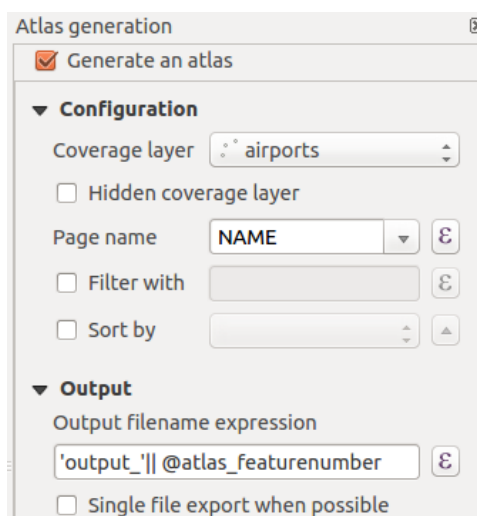 Atlas generation
Generate an atlas
Configuration
Coverage layer airports
Hidden coverage layer
Page name NAME ε
Filter with ε
Sort by
Output
Output filename expression
'output_'|| @atlas_featurenumber ε
Single file export when possible